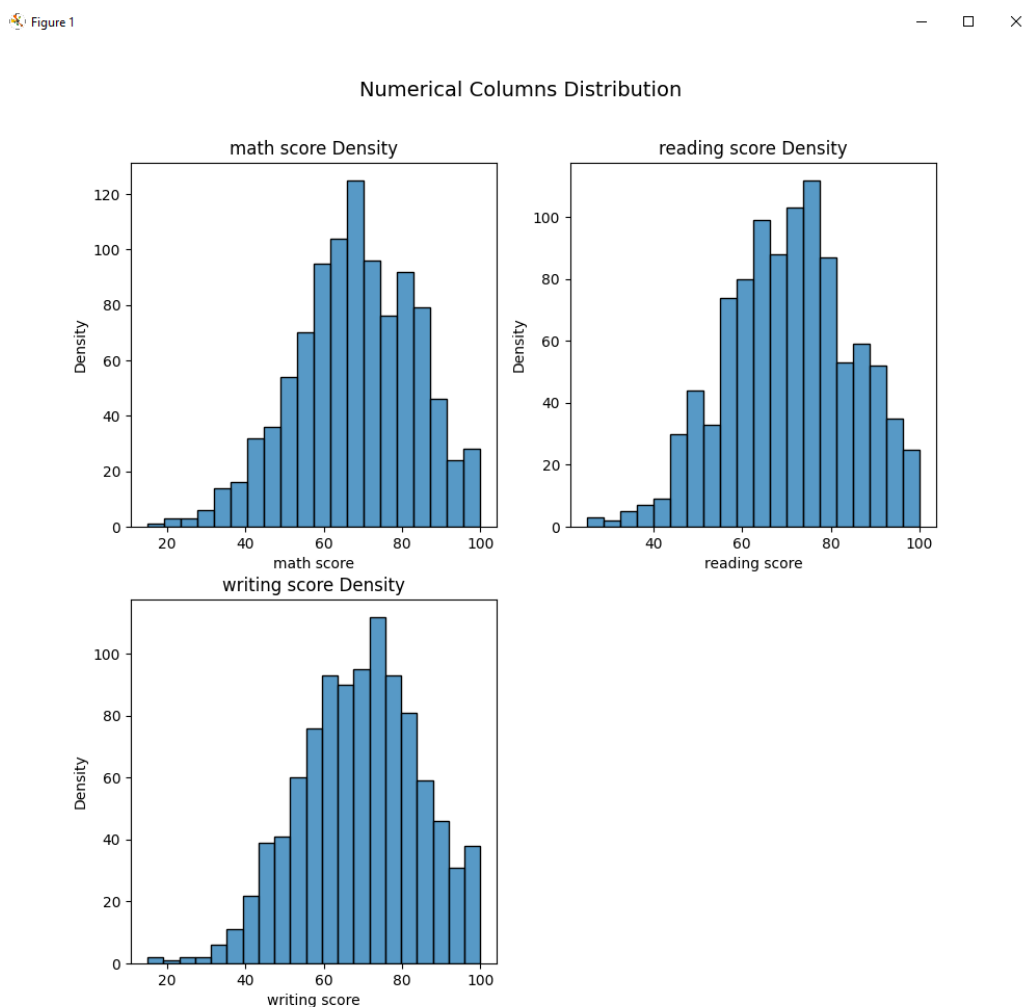 Figure 1
Numerical Columns Distribution
math score Density
Density
120
100
80
60
40
20
0
20 40 60 80 100
math score
reading score Density
Density
100
80
60
40
20
0
40 60 80 100
reading score
writing score Density
Density
100
80
60
40
20
0
20 40 60 80 100
writing score